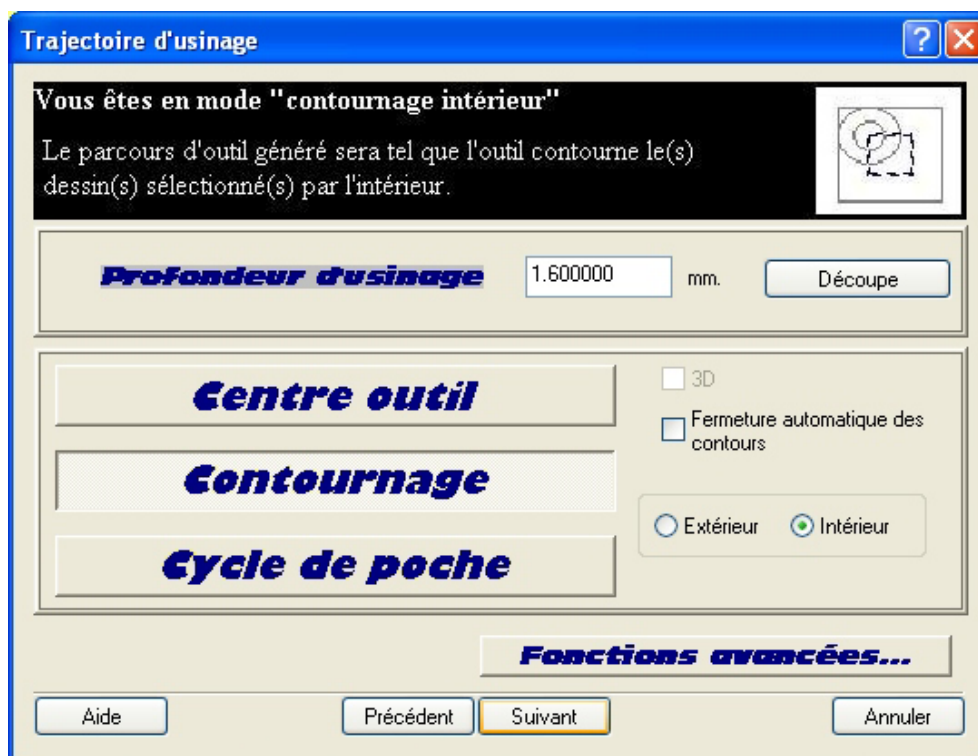 Trajectoire d'usinage
?
Vous êtes en mode "contournage intérieur"
Le parcours d'outil généré sera tel que l'outil contourne le(s)
dessin(s) sélectionné(s) par l'intérieur.
Profondeur d'usinage 1.600000 mm. Découpe
Centre outil
3D
Fermeture automatique des
contours
Contournage
Extérieur Intérieur
Cycle de poche
Fonctions avancées...
Aide Précédent Suivant Annuler